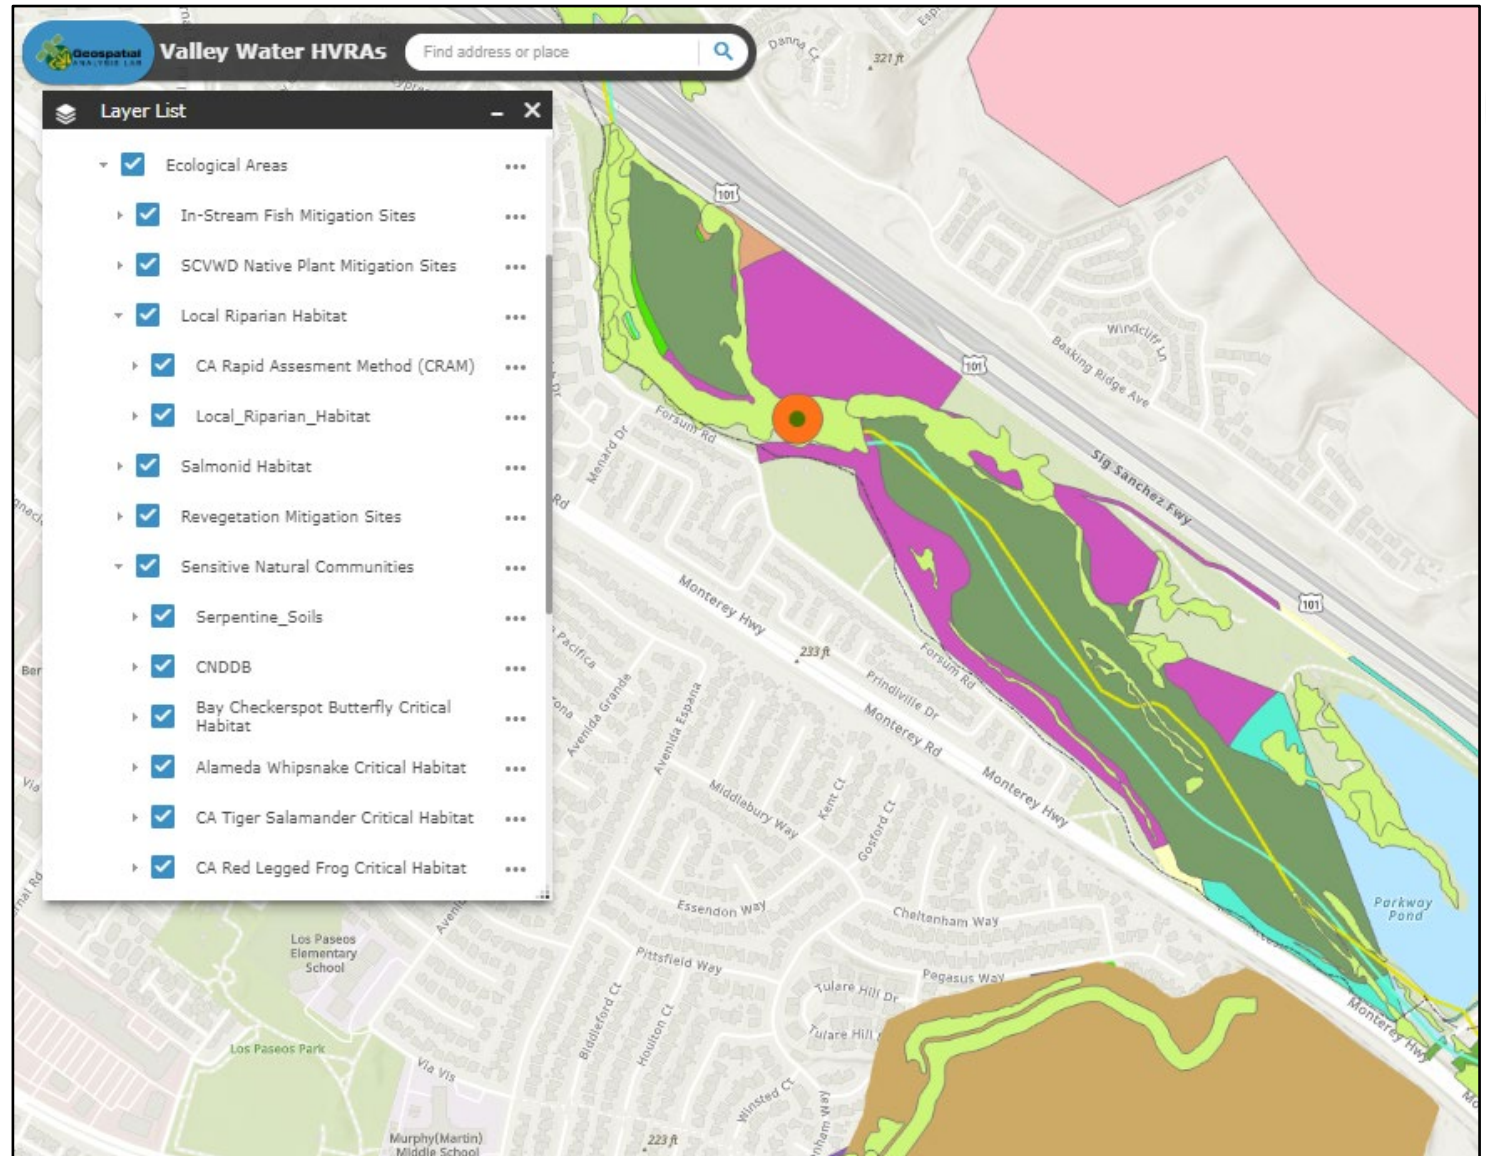 Geospatial
ANALYSIS LAB
Valley Water HVRAs
Find address or place
Layer List
Ecological Areas
In-Stream Fish Mitigation Sites
SCVWD Native Plant Mitigation Sites
Local Riparian Habitat
CA Rapid Assesment Method (CRAM)
Local_Riparian_Habitat
Salmonid Habitat
Revegetation Mitigation Sites
Sensitive Natural Communities
Serpentine_Soils
CNDDB
Bay Checkerspot Butterfly Critical
Habitat
Alameda Whipsnake Critical Habitat
CA Tiger Salamander Critical Habitat
CA Red Legged Frog Critical Habitat
Danna Ct
321 ft
101
Windcliff Ln
Basking Ridge Ave
101
Forsum Rd
Menard Dr
Rd
Sig Sanchez Fwy
101
Monterey Hwy
233 ft
Forsum Rd
Prindiville Dr
Monterey Rd
Monterey Hwy
Pacifica
Avenida Grande
Avenida Espana
Middlebury Way
Kent Ct
Gosford Ct
Essendon Way
Cheltenham Way
Parkway
Pond
Pittsfield Way
Pegasus Way
Tulare Hill Dr
Tulare Hill
Monterey Hwy
Biddleford Ct
Houlton Ct
Winsted Ct
Los Paseos
Elementary
School
Los Paseos Park
Via Vis
Murphy(Martin)
Middle School
223 ft